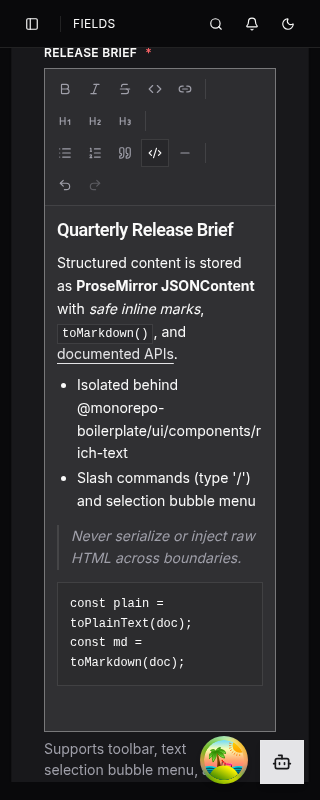 FIELDS
RELEASE BRIEF *
B I S <>
H1 H2 H3
</>
Quarterly Release Brief
Structured content is stored
as ProseMirror JSONContent
with safe inline marks,
toMarkdown(), and
documented APIs.
• Isolated behind
@monorepo-
boilerplate/ui/components/r
ich-text
• Slash commands (type '/')
and selection bubble menu
Never serialize or inject raw
HTML across boundaries.
const plain =
toPlainText(doc);
const md =
toMarkdown(doc);
Supports toolbar, text
selection bubble menu,